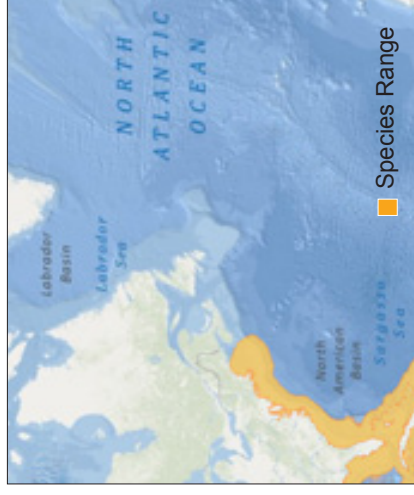 Labrador
Basin
Labrador
Sea
NORTH
ATLANTIC
OCEAN
North
American
Basin
Sargasso
Sea
Species Range